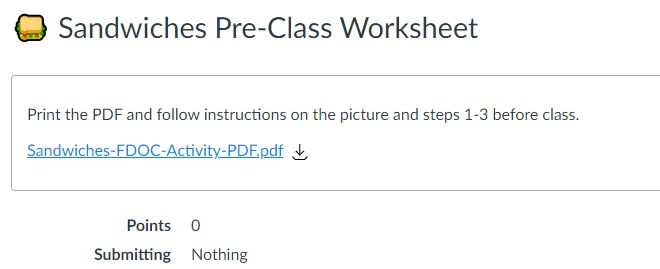 Sandwiches Pre-Class Worksheet
Print the PDF and follow instructions on the picture and steps 1-3 before class.
Sandwiches-FDOC-Activity-PDF.pdf
Points 0
Submitting Nothing